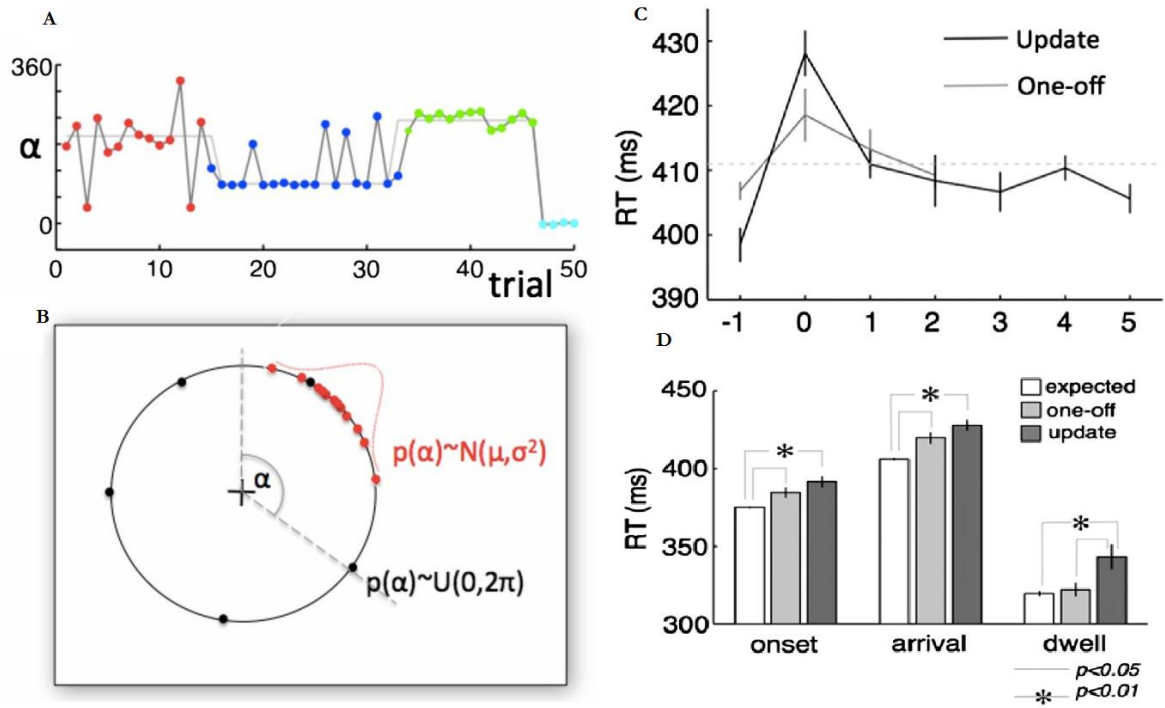 A
360
α
0
0 10 20 30 40 50
trial
B
α
p(α)~N(μ,σ²)
p(α)~U(0,2π)
C
430
420
410
400
390
RT (ms)
Update
One-off
-1 0 1 2 3 4 5
D
450
400
350
300
RT (ms)
expected
one-off
update
*
*
*
onset arrival dwell
p<0.05
* p<0.01